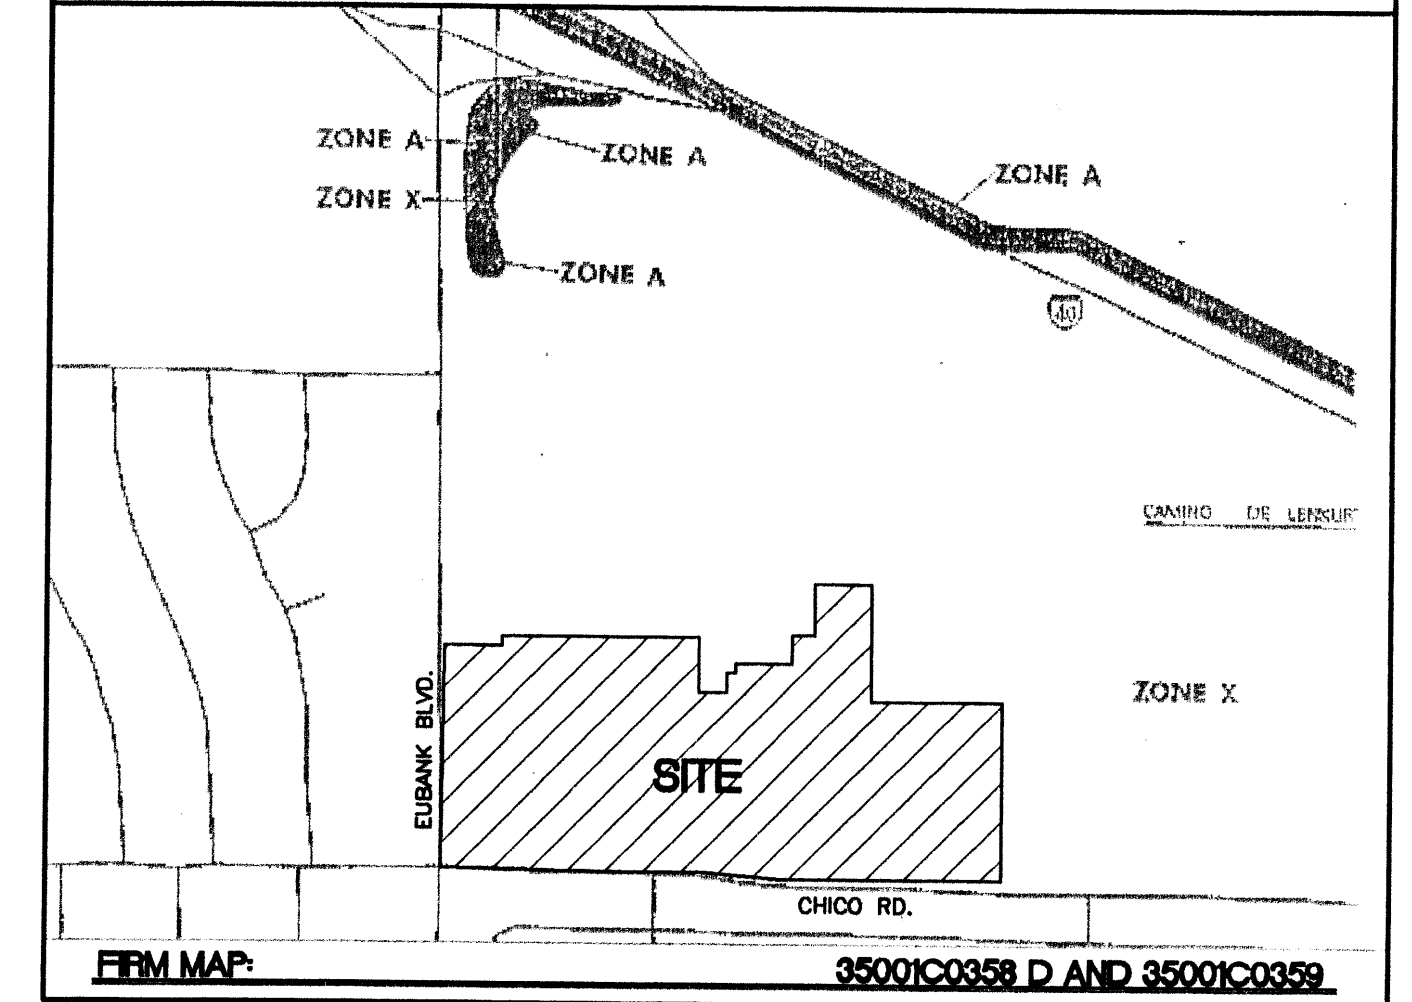 ZONE A
ZONE A
ZONE X
ZONE A
ZONE A
40
CAMINO DE
ZONE X
EUBANK BLVD.
SITE
CHICO RD.
FIRM MAP: 35001C0358 D AND 35001C0359